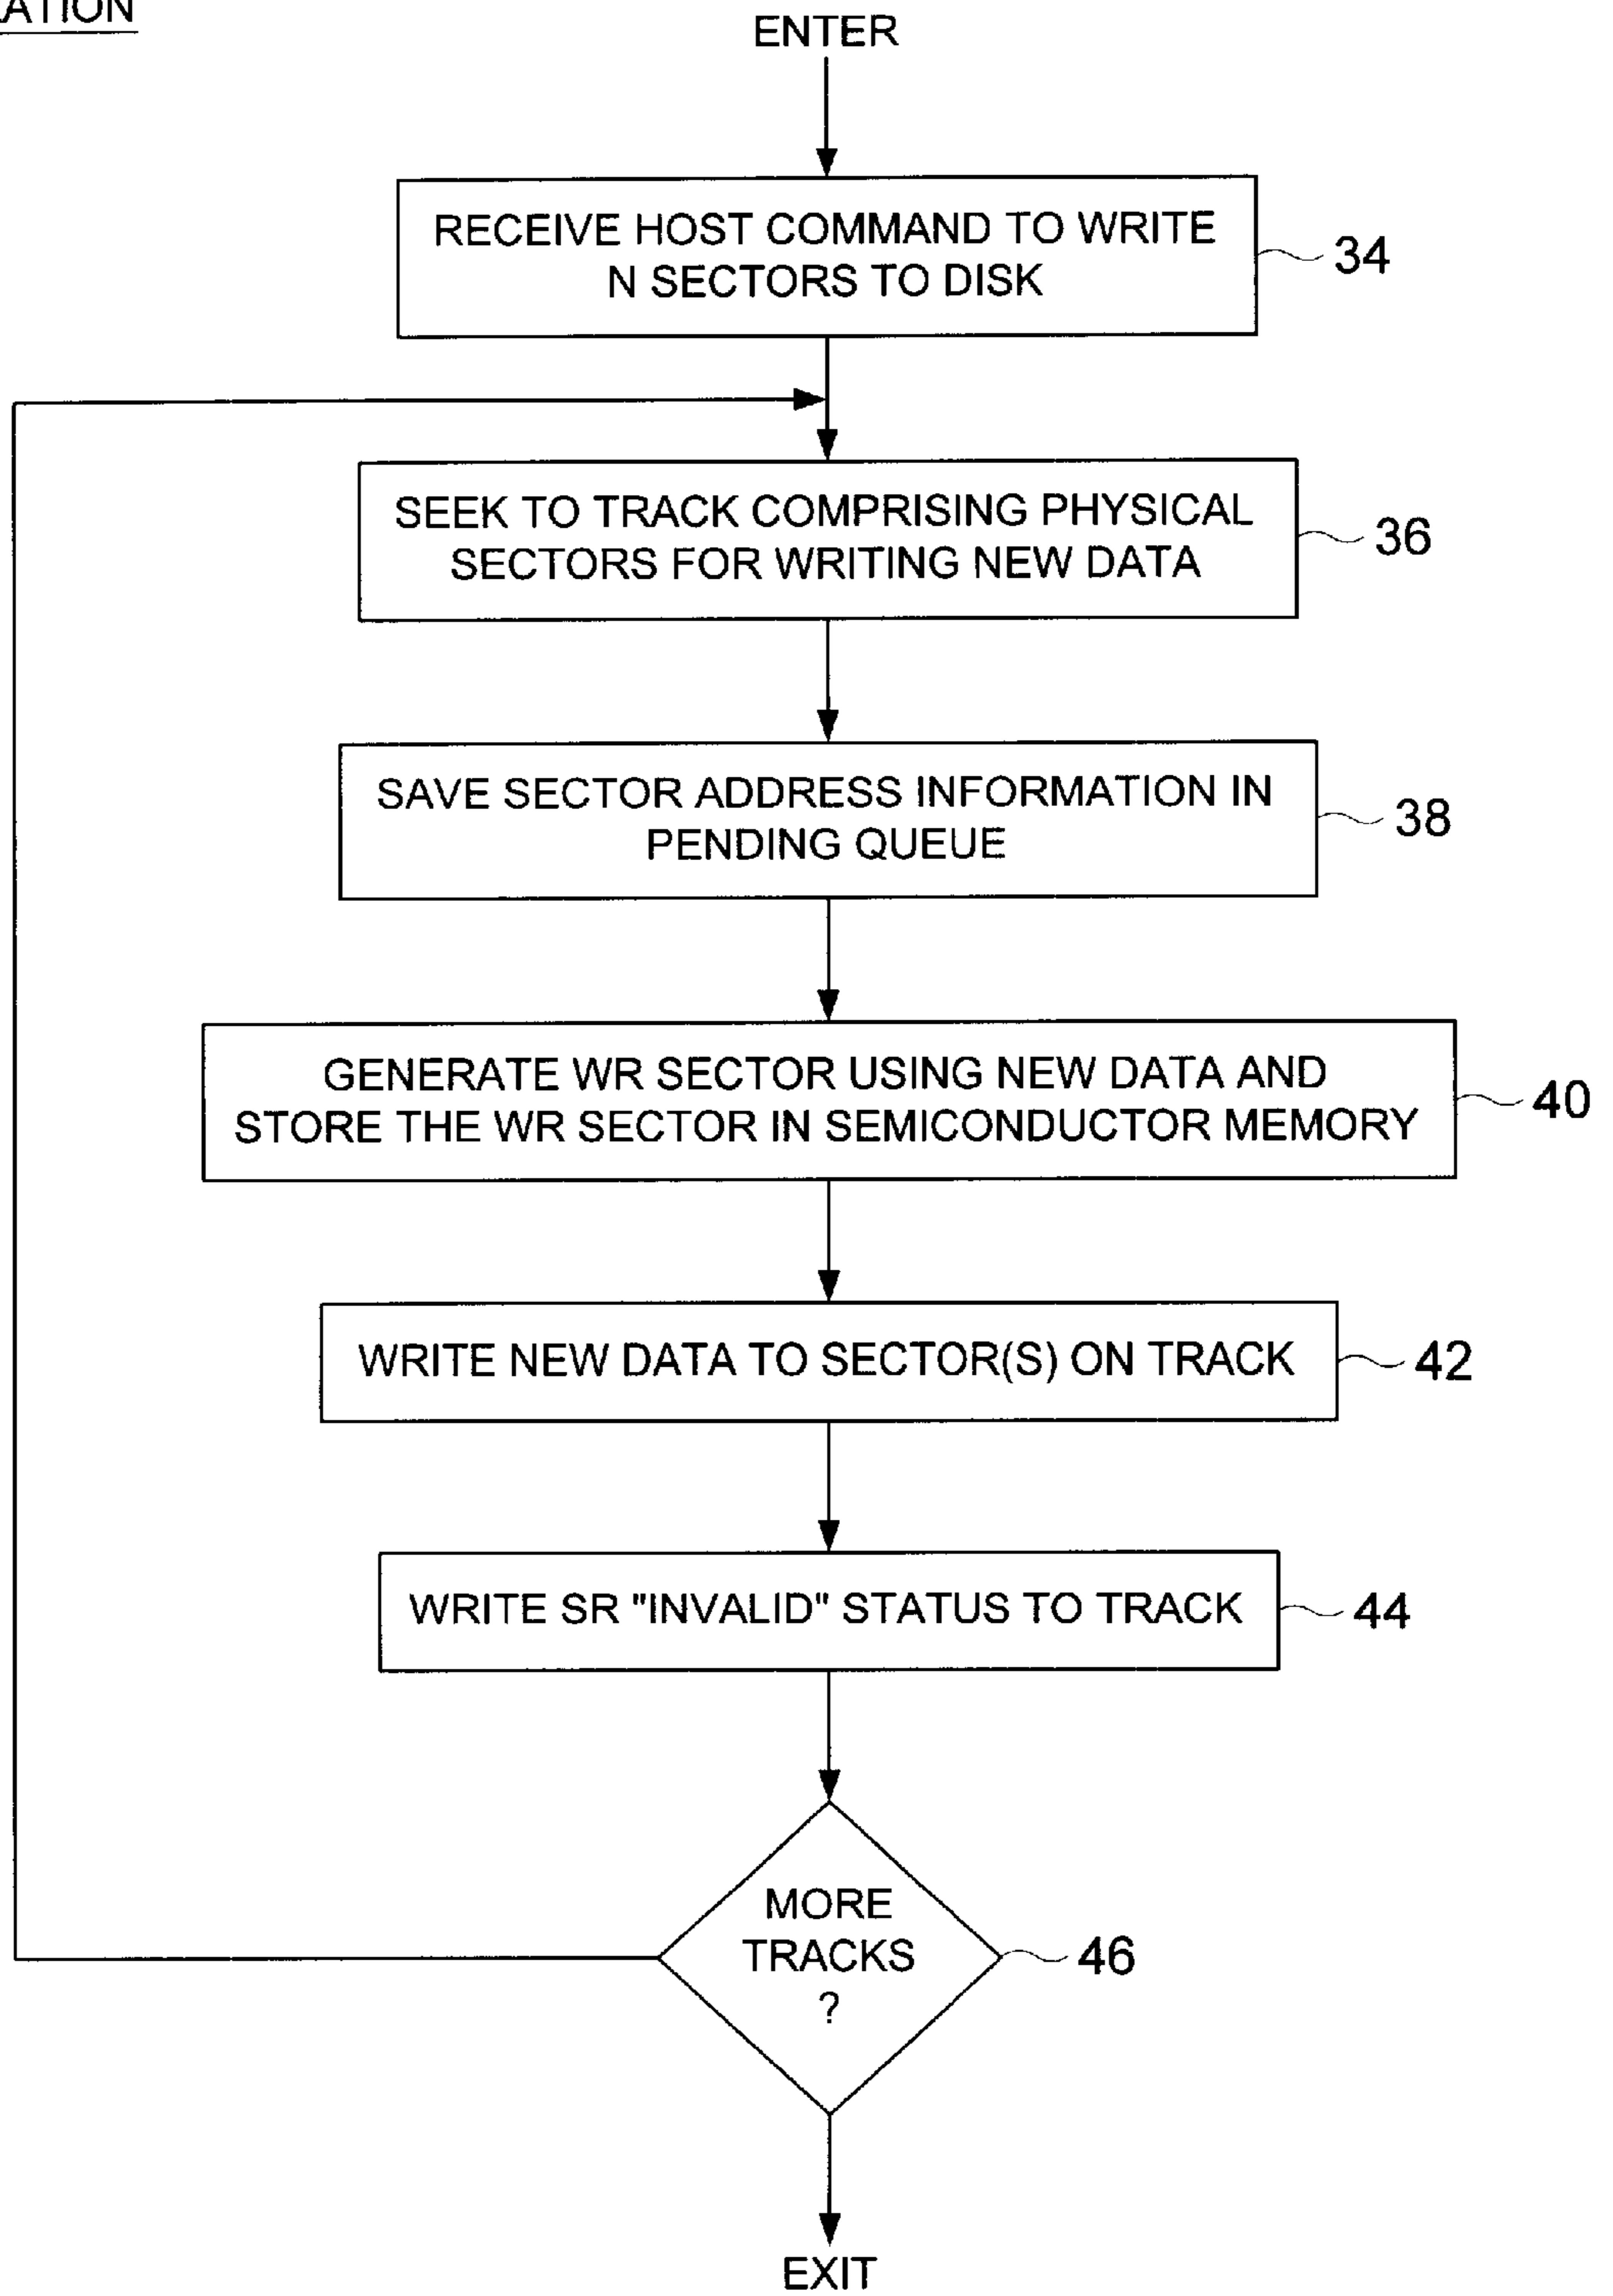 ENTER
RECEIVE HOST COMMAND TO WRITE
N SECTORS TO DISK
34
SEEK TO TRACK COMPRISING PHYSICAL
SECTORS FOR WRITING NEW DATA
36
SAVE SECTOR ADDRESS INFORMATION IN
PENDING QUEUE
38
GENERATE WR SECTOR USING NEW DATA AND
STORE THE WR SECTOR IN SEMICONDUCTOR MEMORY
40
WRITE NEW DATA TO SECTOR(S) ON TRACK
42
WRITE SR "INVALID" STATUS TO TRACK
44
MORE
TRACKS
?
46
EXIT